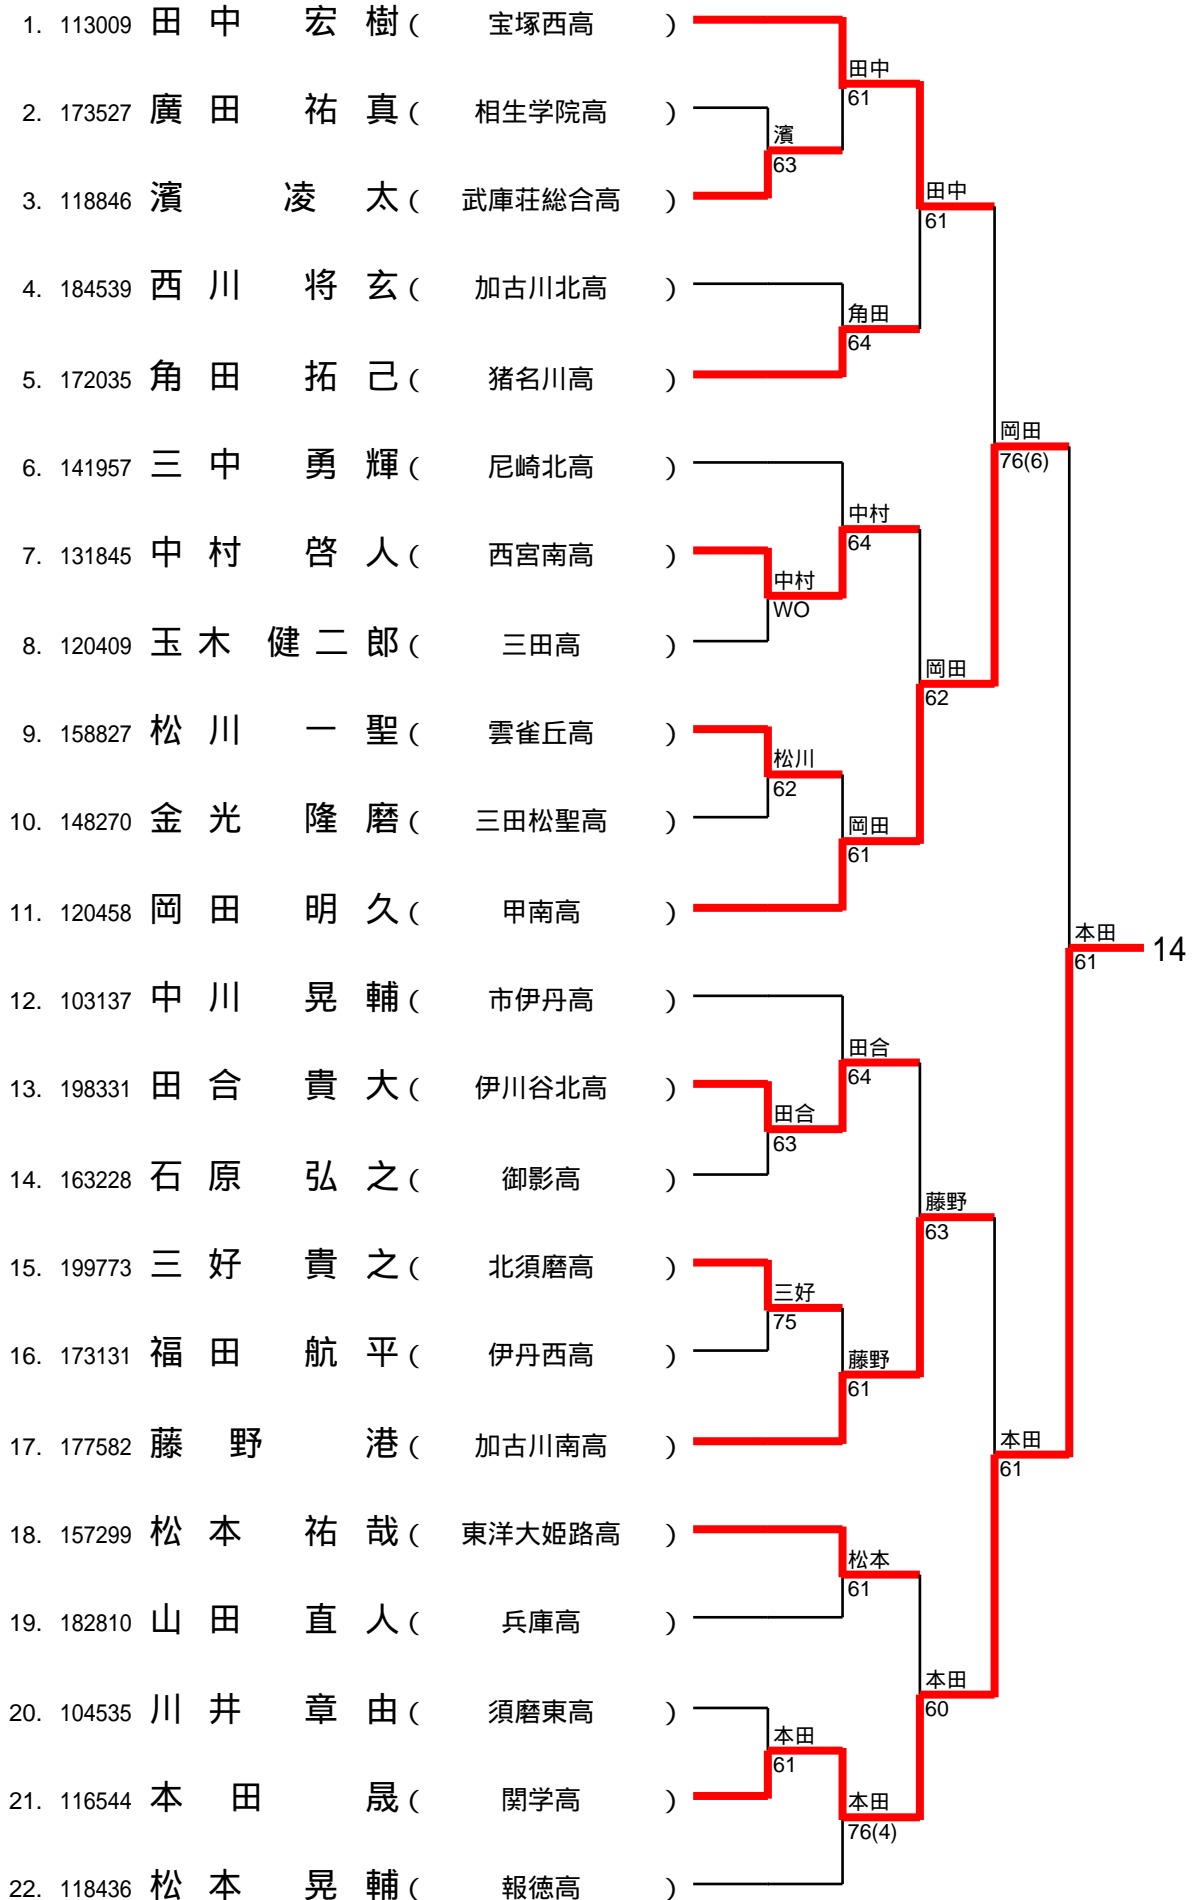 1. 113009 田中 宏樹 ( 宝塚西高 )
田中
61
2. 173527 廣田 祐真 ( 相生学院高 )
濱
63
3. 118846 濱 凌太 ( 武庫荘総合高 )
田中
61
4. 184539 西川 将玄 ( 加古川北高 )
角田
64
5. 172035 角田 拓己 ( 猪名川高 )
岡田
76(6)
6. 141957 三中 勇輝 ( 尼崎北高 )
中村
64
7. 131845 中村 啓人 ( 西宮南高 )
中村
WO
8. 120409 玉木 健二郎 ( 三田高 )
岡田
62
9. 158827 松川 一聖 ( 雲雀丘高 )
松川
62
10. 148270 金光 隆磨 ( 三田松聖高 )
岡田
61
11. 120458 岡田 明久 ( 甲南高 )
本田
61
14
12. 103137 中川 晃輔 ( 市伊丹高 )
田合
64
13. 198331 田合 貴大 ( 伊川谷北高 )
田合
63
14. 163228 石原 弘之 ( 御影高 )
藤野
63
15. 199773 三好 貴之 ( 北須磨高 )
三好
75
16. 173131 福田 航平 ( 伊丹西高 )
藤野
61
17. 177582 藤野 港 ( 加古川南高 )
本田
61
18. 157299 松本 祐哉 ( 東洋大姫路高 )
松本
61
19. 182810 山田 直人 ( 兵庫高 )
本田
60
20. 104535 川井 章由 ( 須磨東高 )
本田
61
21. 116544 本田 晟 ( 関学高 )
本田
76(4)
22. 118436 松本 晃輔 ( 報徳高 )